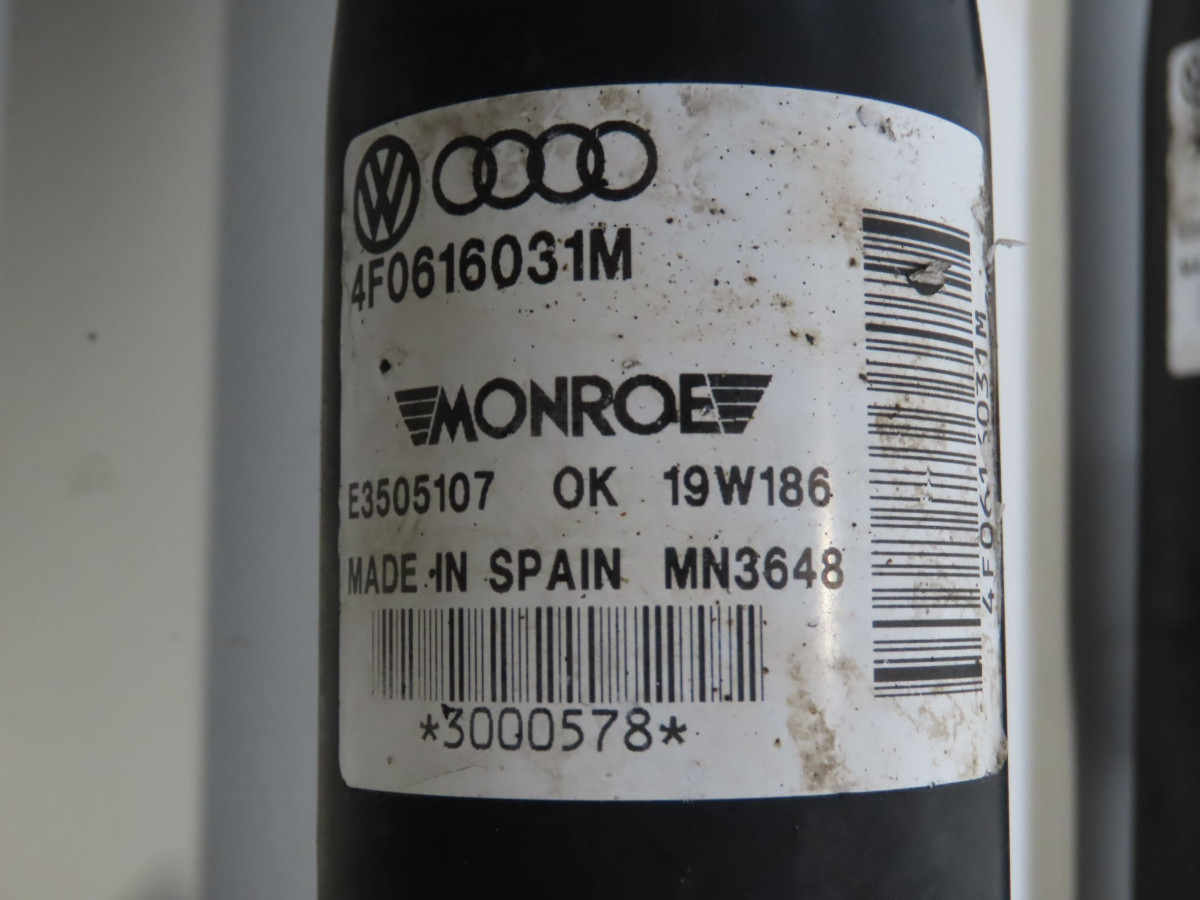 4F0616031M
MONROE
E3505107 OK 19W186
MADE IN SPAIN MN3648
*3000578*
4F0616031M